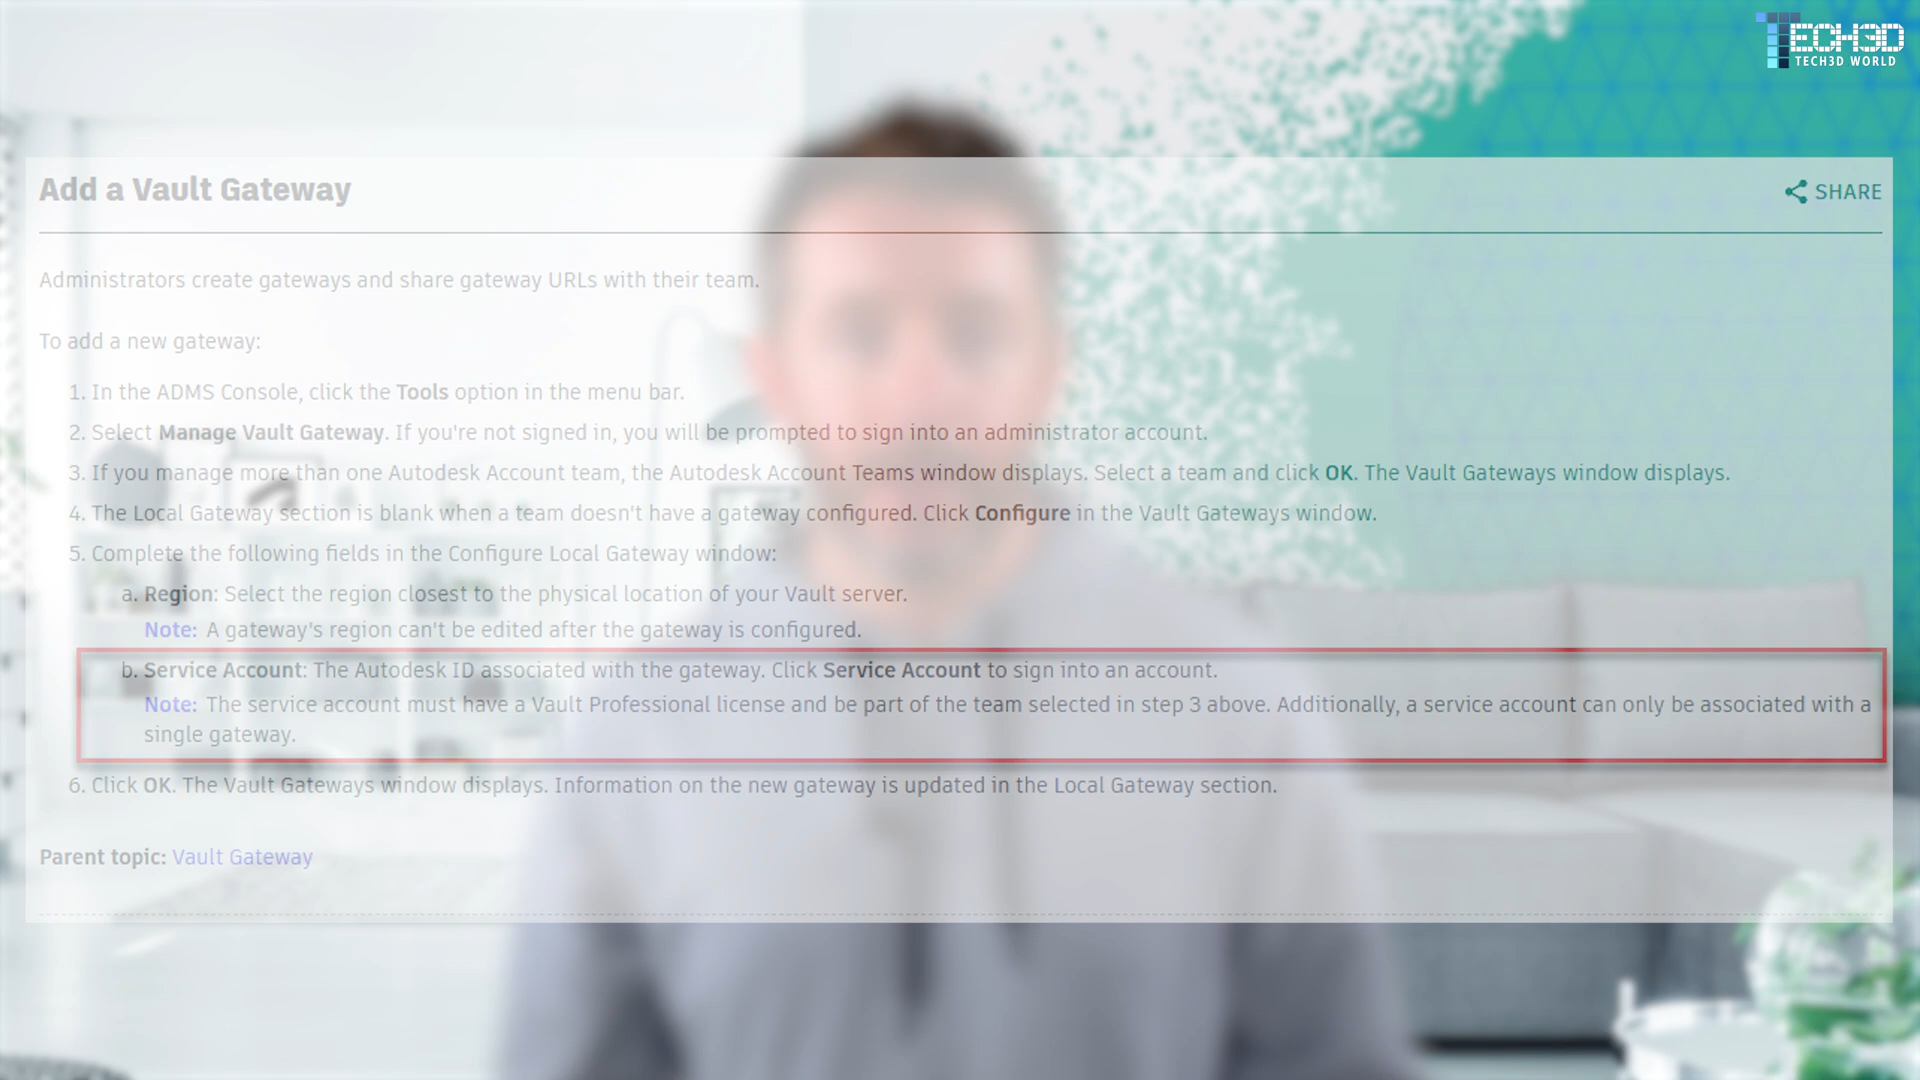 TECH3D
TECH3D WORLD
Add a Vault Gateway
SHARE
Administrators create gateways and share gateway URLs with their team.
To add a new gateway:
1. In the ADMS Console, click the Tools option in the menu bar.
2. Select Manage Vault Gateway. If you're not signed in, you will be prompted to sign into an administrator account.
3. If you manage more than one Autodesk Account team, the Autodesk Account Teams window displays. Select a team and click OK. The Vault Gateways window displays.
4. The Local Gateway section is blank when a team doesn't have a gateway configured. Click Configure in the Vault Gateways window.
5. Complete the following fields in the Configure Local Gateway window:
a. Region: Select the region closest to the physical location of your Vault server.
Note: A gateway's region can't be edited after the gateway is configured.
b. Service Account: The Autodesk ID associated with the gateway. Click Service Account to sign into an account.
Note: The service account must have a Vault Professional license and be part of the team selected in step 3 above. Additionally, a service account can only be associated with a
single gateway.
6. Click OK. The Vault Gateways window displays. Information on the new gateway is updated in the Local Gateway section.
Parent topic: Vault Gateway